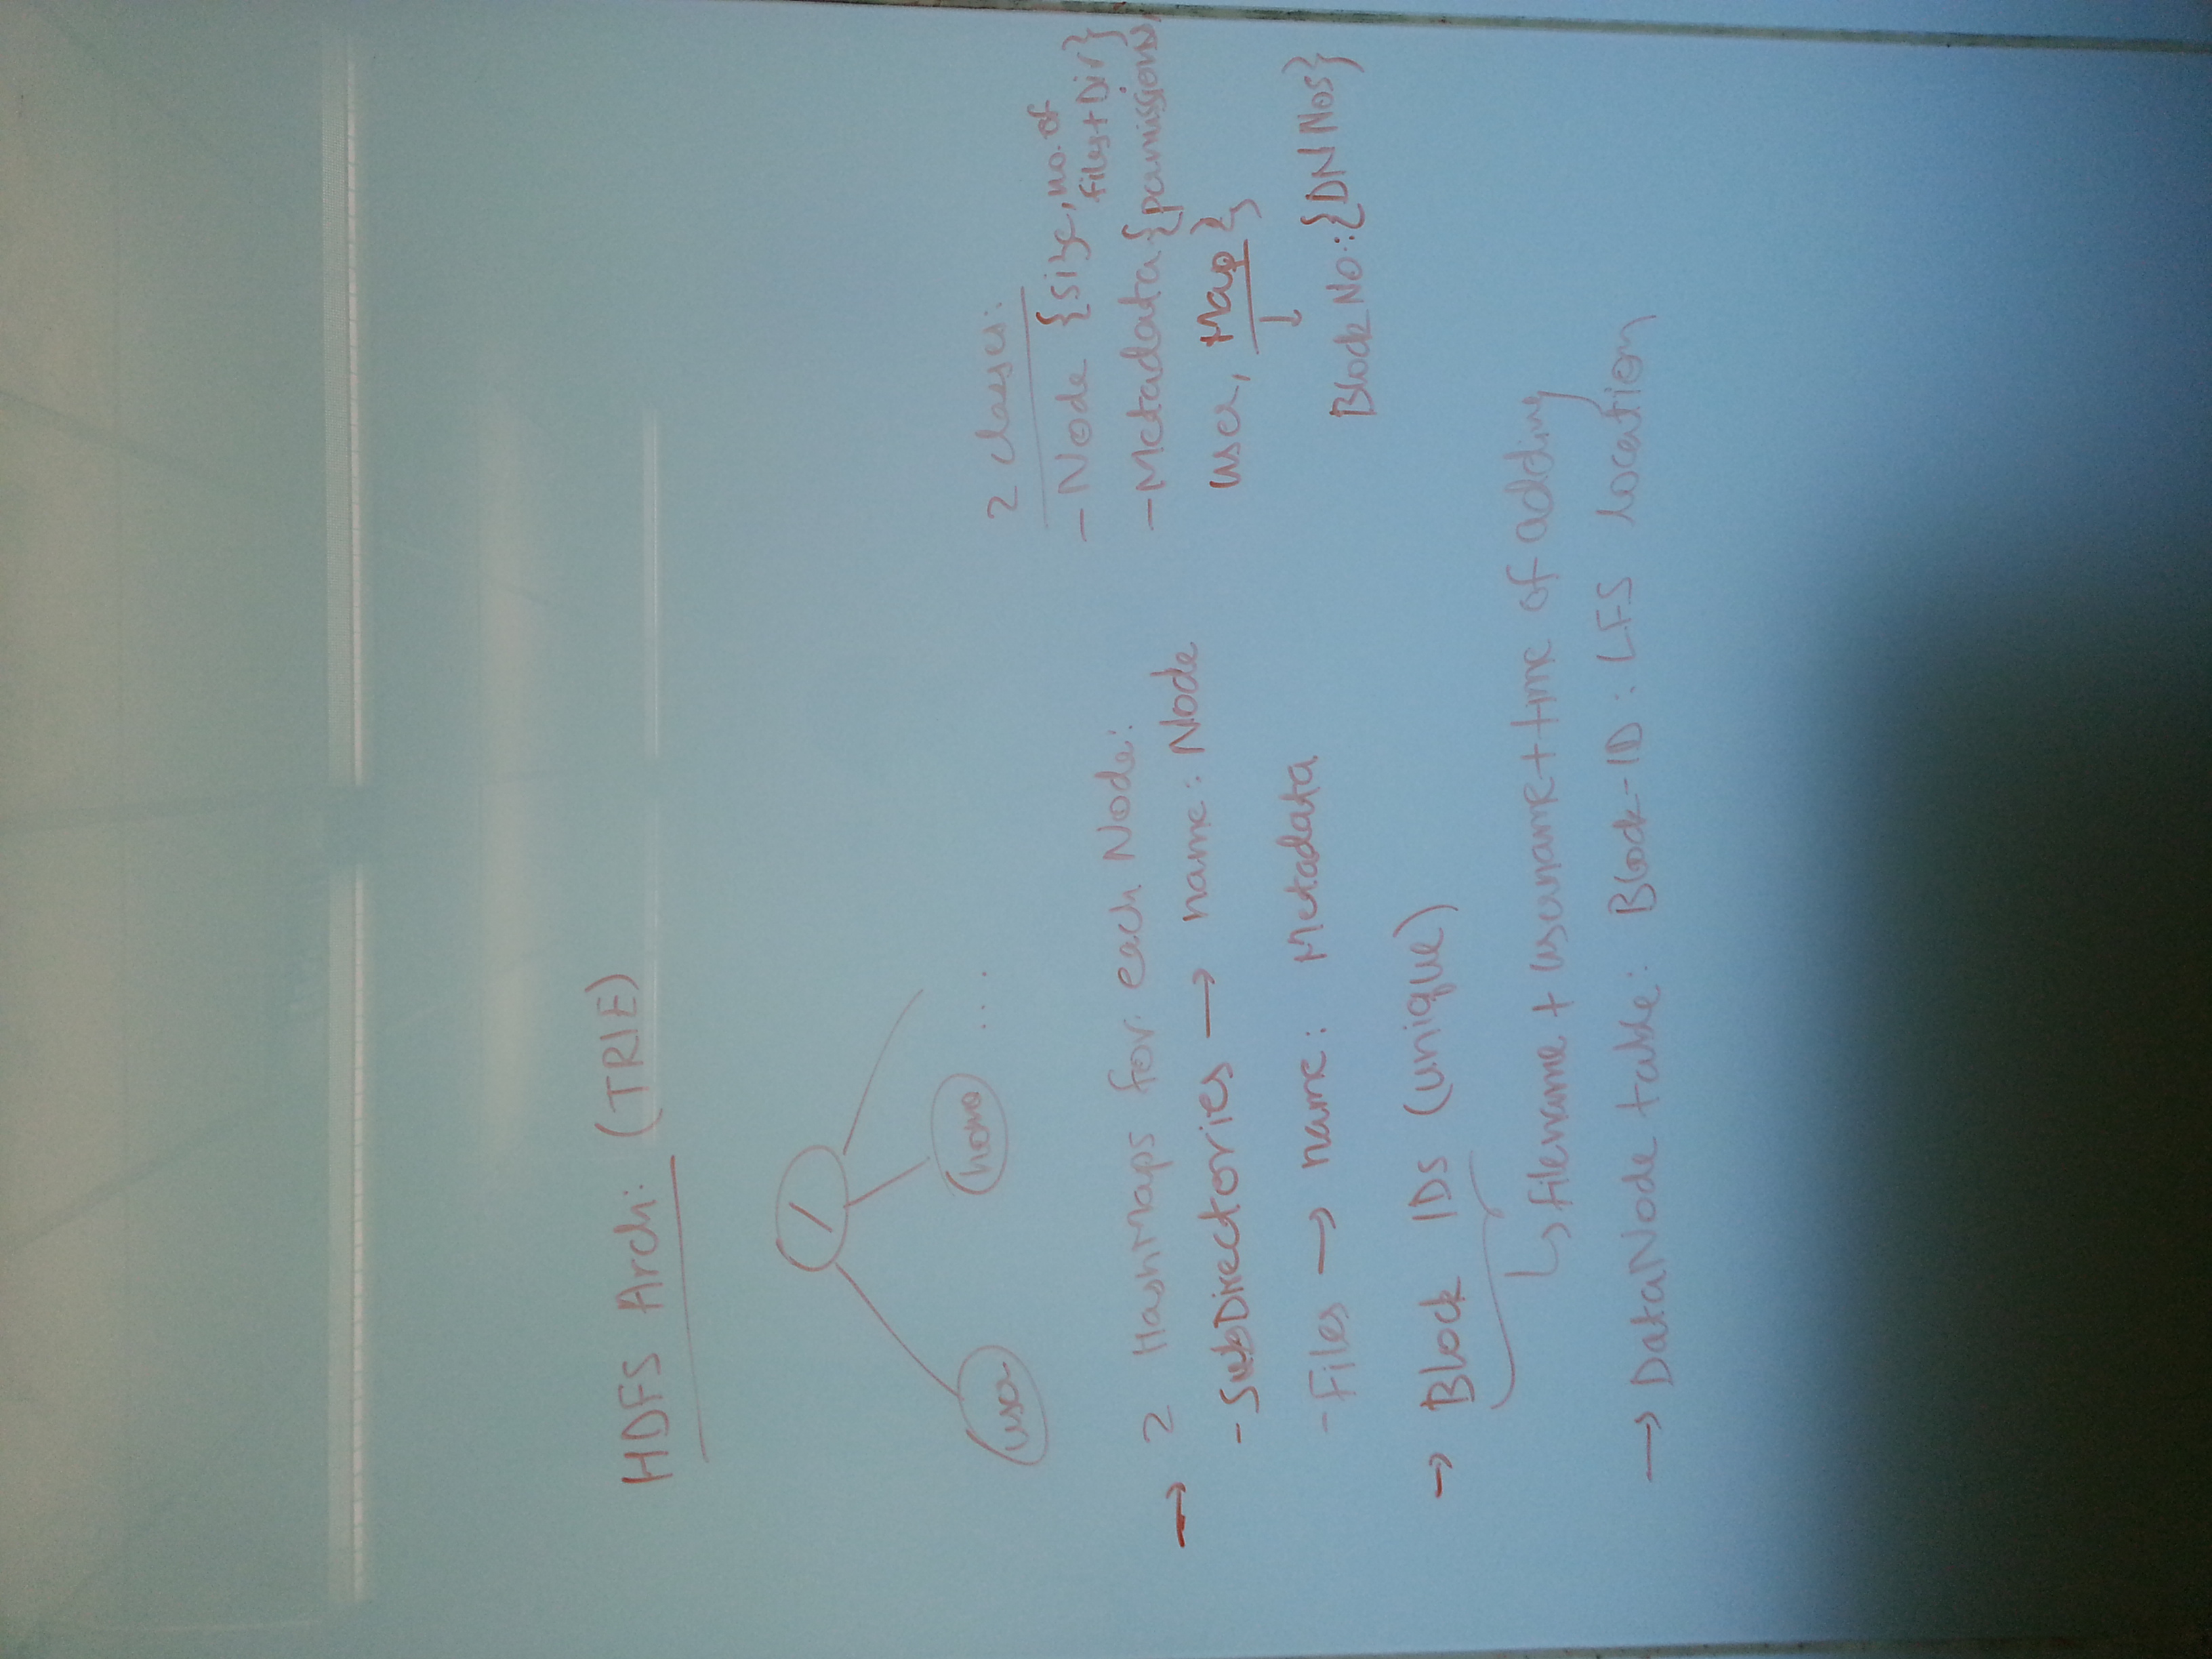 HDFS Arch: (TRIE)
/
user
home
...
→ 2 HashMaps for each Node:
- SubDirectories → name: Node
- Files → name: Metadata
→ Block IDs (unique)
↳ filename + username + time of adding
→ DataNode table: Block-ID : LFS location
2 classes:
- Node {size, no. of
files + Dir}
- Metadata {permissions,
user, Map}
↓
Block No.: {DN Nos}